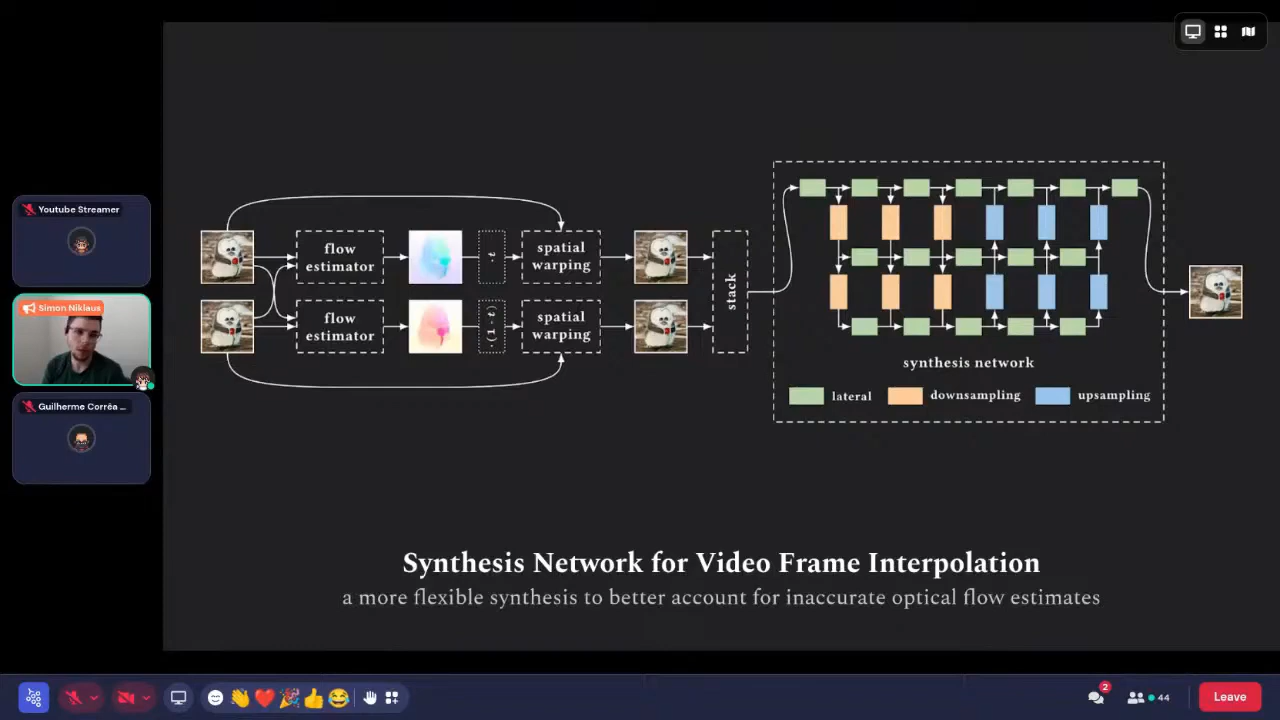 Youtube Streamer
Simon Niklaus
Guilherme Corrêa ...
flow
estimator
· t
spatial
warping
flow
estimator
· (1 - t)
spatial
warping
stack
synthesis network
lateral
downsampling
upsampling
Synthesis Network for Video Frame Interpolation
a more flexible synthesis to better account for inaccurate optical flow estimates
2
44
Leave